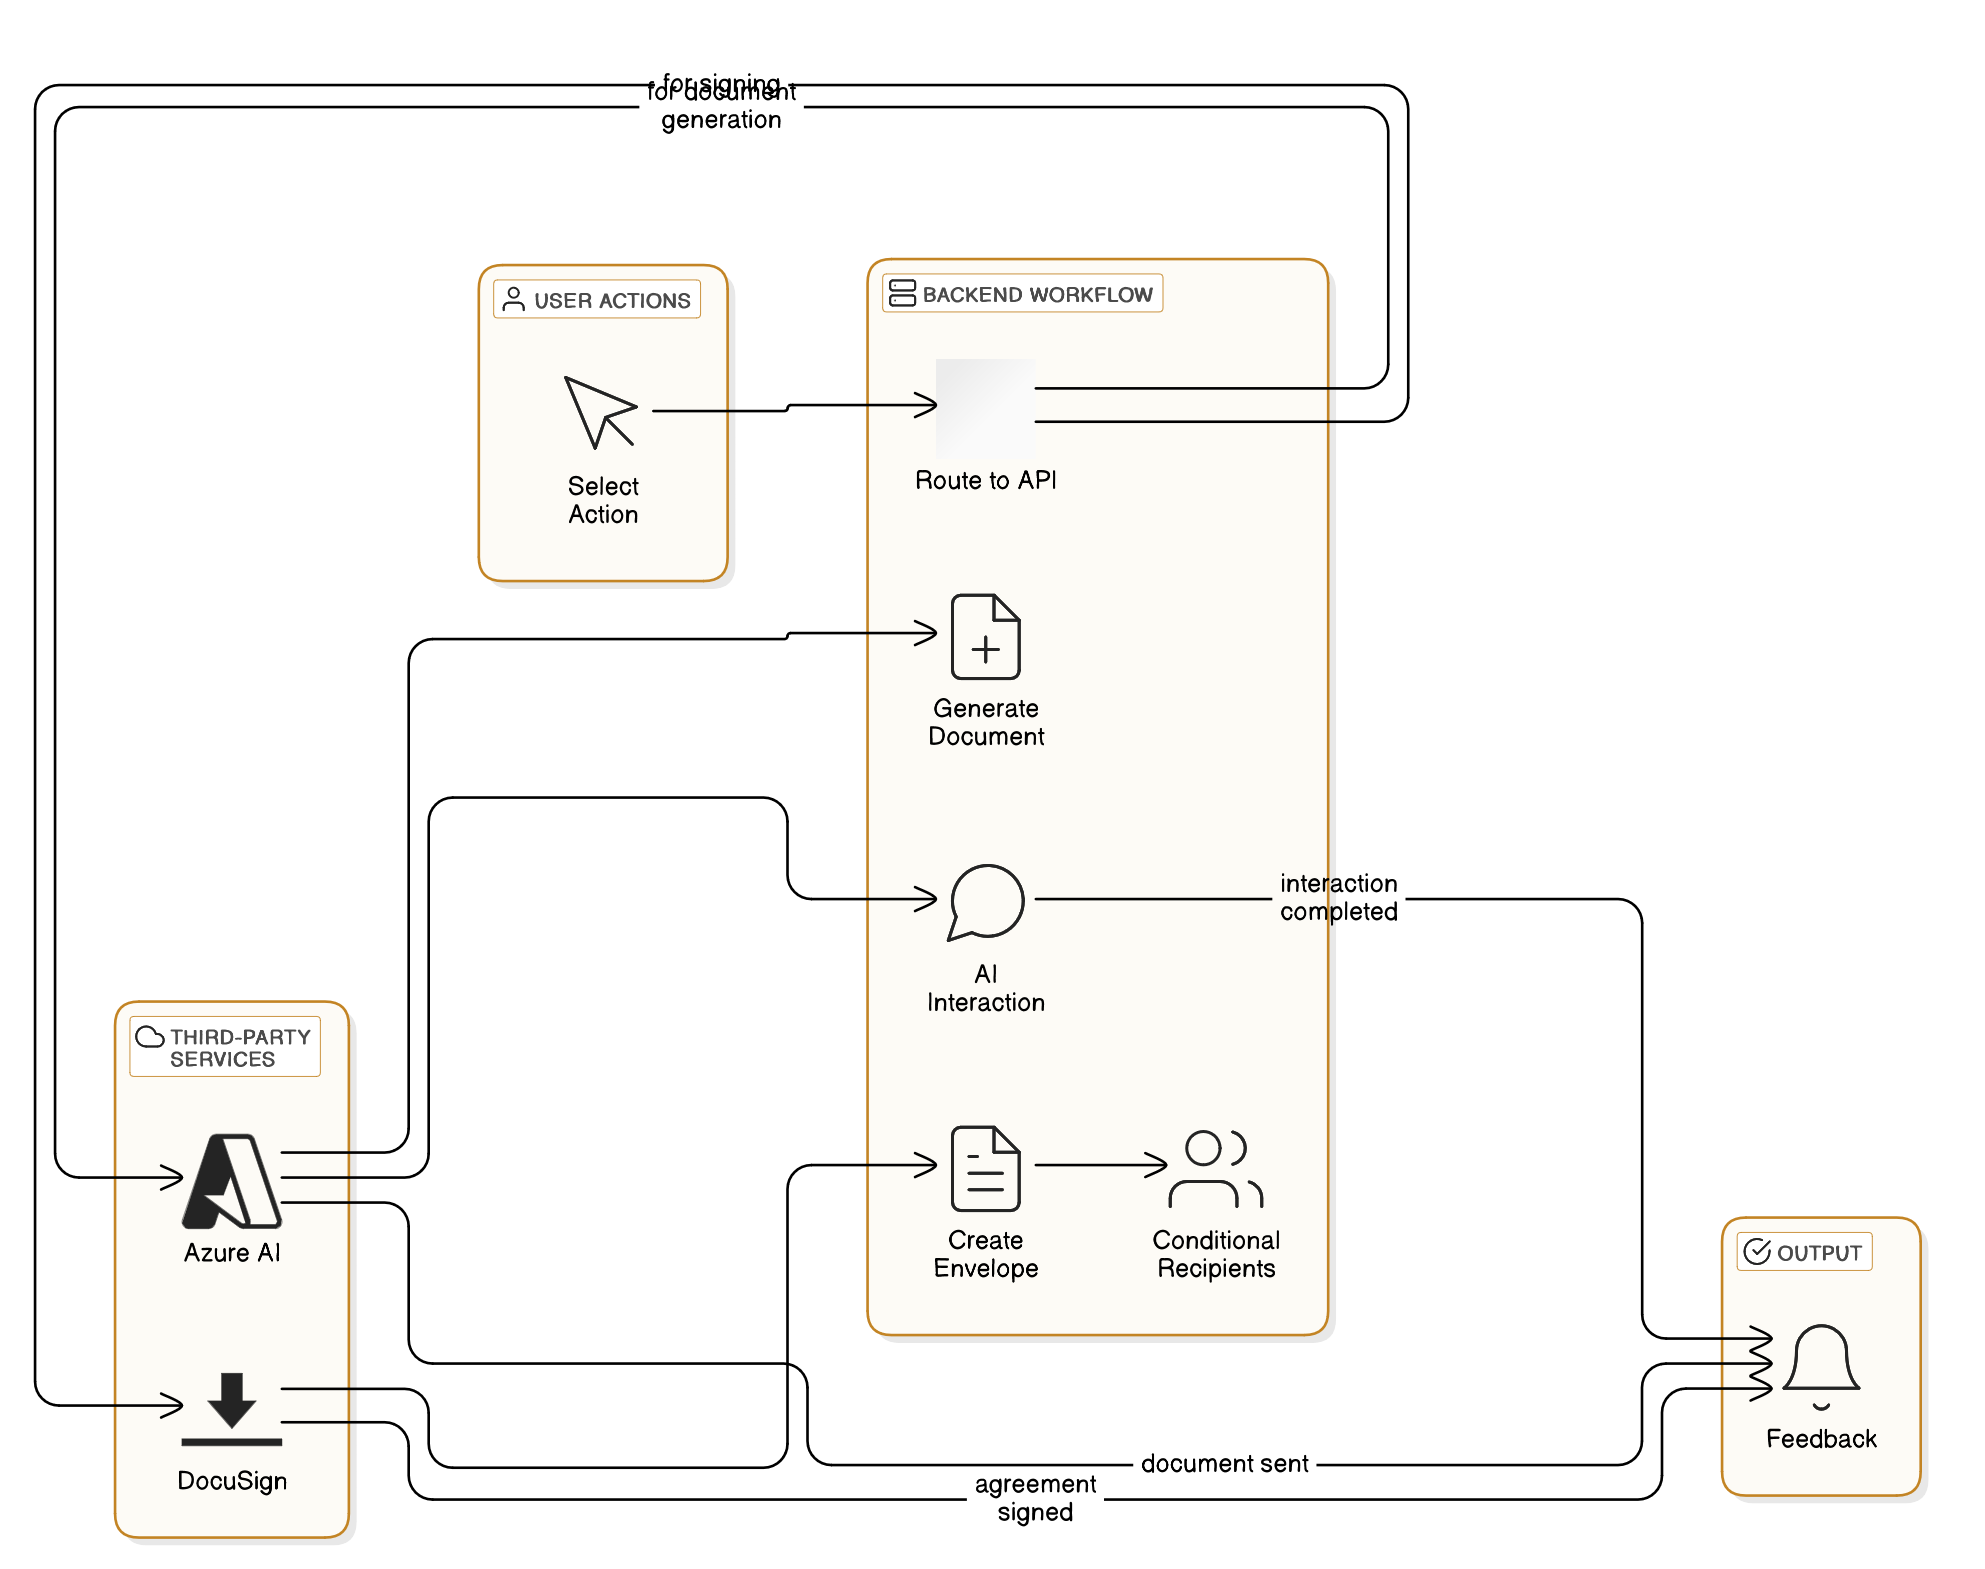 for signing
for document
generation
USER ACTIONS
BACKEND WORKFLOW
Select
Action
Route to API
Generate
Document
interaction
completed
AI
Interaction
THIRD-PARTY
SERVICES
Azure AI
Create
Envelope
Conditional
Recipients
OUTPUT
Feedback
DocuSign
document sent
agreement
signed